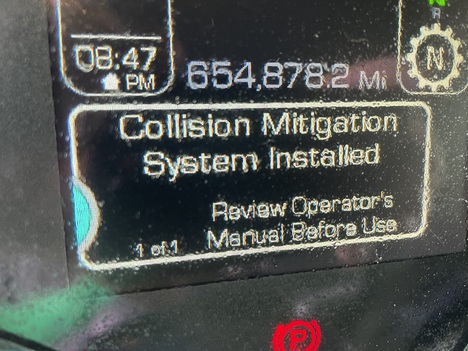 08:47
PM
654,878.2 Mi
R
N
Collision Mitigation
System Installed
Review Operator's
Manual Before Use
1 of 1
P